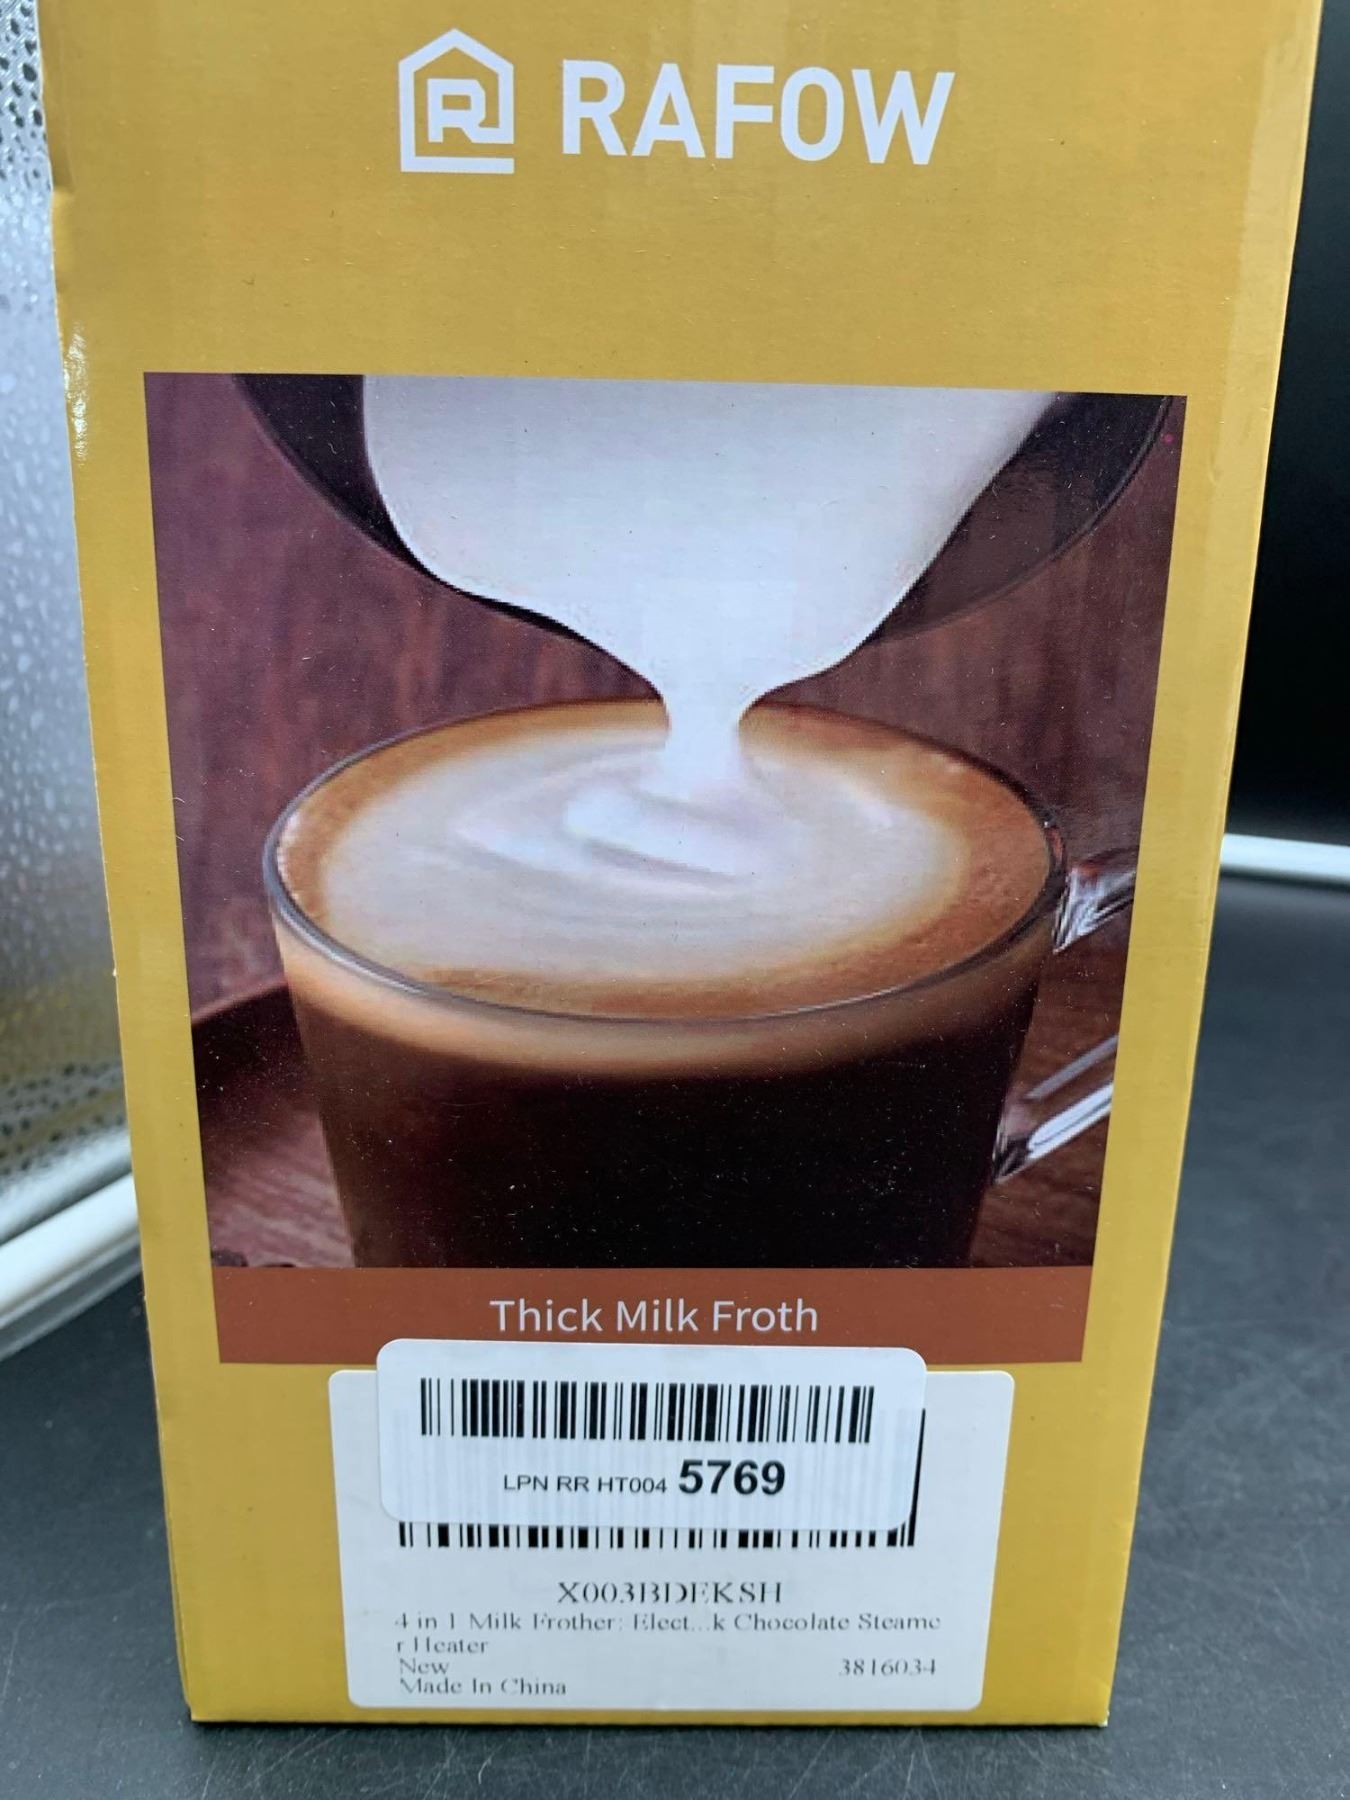 RAFOW
Thick Milk Froth
LPN RR HT004 5769
X003BDEKSH
4 in 1 Milk Frother: Elect...k Chocolate Steame
r Heater
New 3816034
Made In China